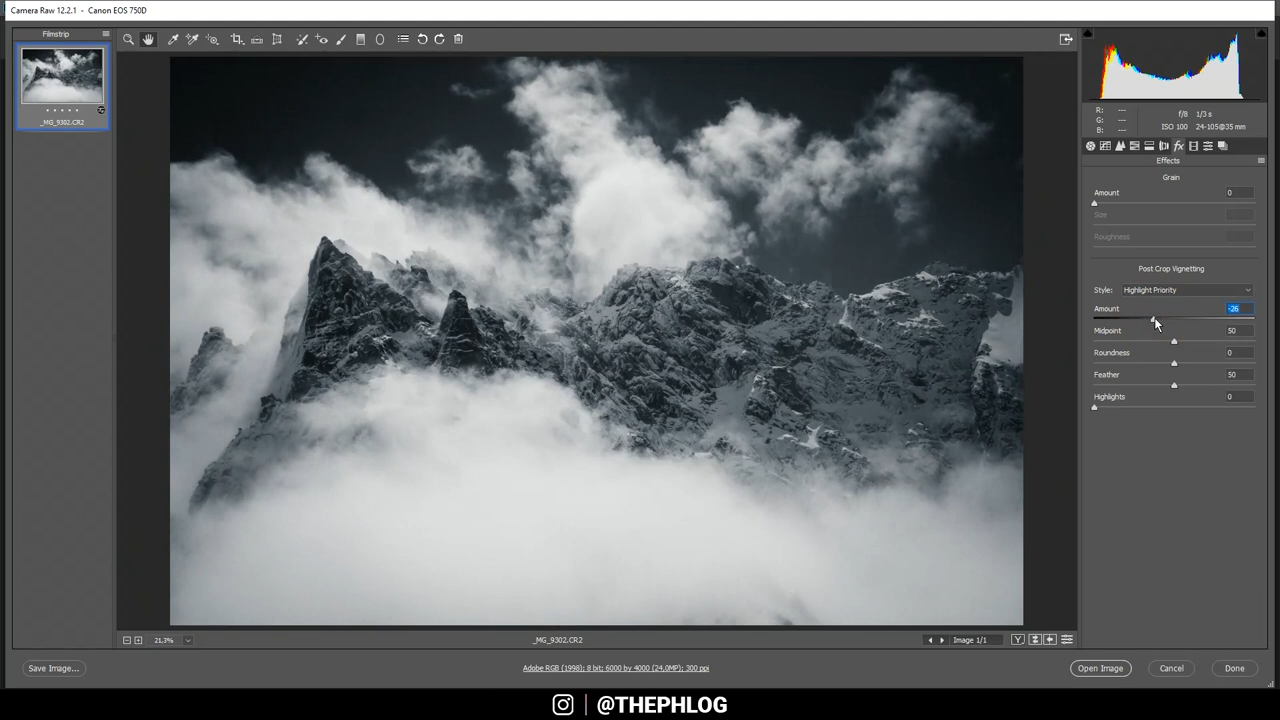 Camera Raw 12.2.1 - Canon EOS 750D
Filmstrip
_MG_9302.CR2
R: ---
G: ---
B: ---
f/8 1/3 s
ISO 100 24-105@35 mm
fx
Effects
Grain
Amount 0
Size
Roughness
Post Crop Vignetting
Style: Highlight Priority
Amount -26
Midpoint 50
Roundness 0
Feather 50
Highlights 0
21,3%
_MG_9302.CR2
Image 1/1
Y
Save Image...
Adobe RGB (1998); 8 bit; 6000 by 4000 (24,0MP); 300 ppi
Open Image
Cancel
Done
@THEPHLOG